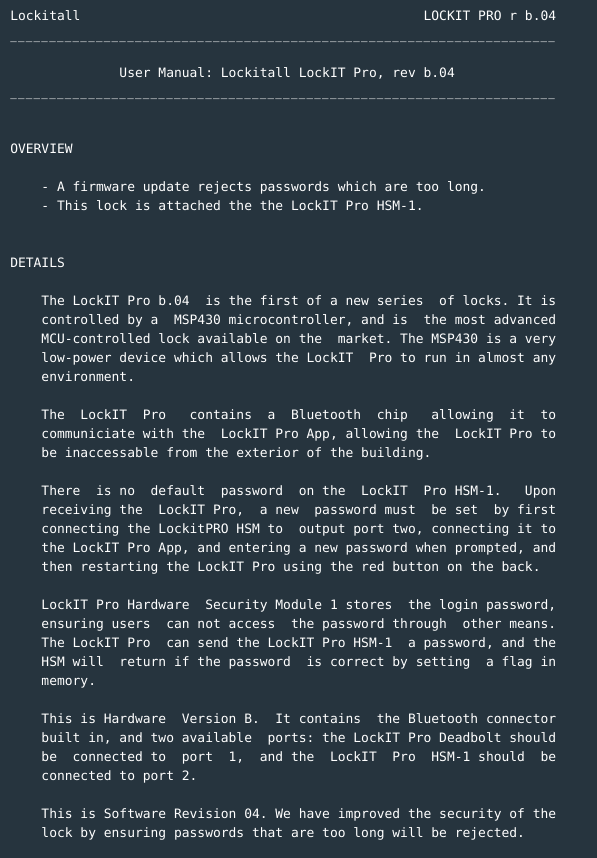 Lockitall LOCKIT PRO r b.04
User Manual: Lockitall LockIT Pro, rev b.04
OVERVIEW
- A firmware update rejects passwords which are too long.
- This lock is attached the the LockIT Pro HSM-1.
DETAILS
The LockIT Pro b.04 is the first of a new series of locks. It is
controlled by a MSP430 microcontroller, and is the most advanced
MCU-controlled lock available on the market. The MSP430 is a very
low-power device which allows the LockIT Pro to run in almost any
environment.
The LockIT Pro contains a Bluetooth chip allowing it to
communiciate with the LockIT Pro App, allowing the LockIT Pro to
be inaccessable from the exterior of the building.
There is no default password on the LockIT Pro HSM-1. Upon
receiving the LockIT Pro, a new password must be set by first
connecting the LockitPRO HSM to output port two, connecting it to
the LockIT Pro App, and entering a new password when prompted, and
then restarting the LockIT Pro using the red button on the back.
LockIT Pro Hardware Security Module 1 stores the login password,
ensuring users can not access the password through other means.
The LockIT Pro can send the LockIT Pro HSM-1 a password, and the
HSM will return if the password is correct by setting a flag in
memory.
This is Hardware Version B. It contains the Bluetooth connector
built in, and two available ports: the LockIT Pro Deadbolt should
be connected to port 1, and the LockIT Pro HSM-1 should be
connected to port 2.
This is Software Revision 04. We have improved the security of the
lock by ensuring passwords that are too long will be rejected.